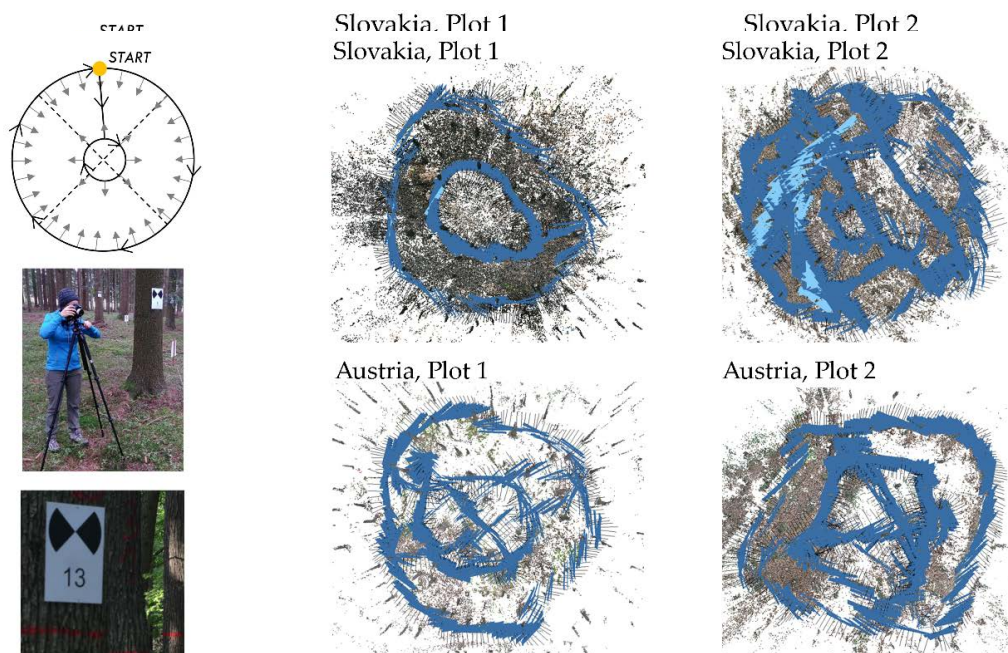 START
START
Slovakia, Plot 1
Slovakia, Plot 1
Slovakia, Plot 2
Slovakia, Plot 2
Austria, Plot 1
Austria, Plot 2
13